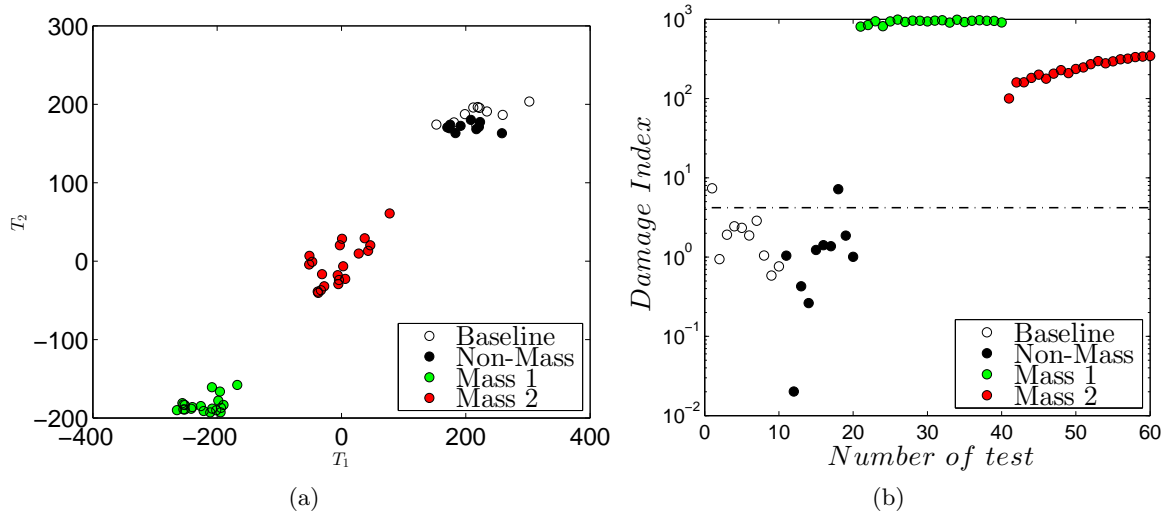 300
200
100
0
−100
−200
−400
−200
0
200
400
T2
T1
Baseline
Non-Mass
Mass 1
Mass 2
(a)
10^3
10^2
10^1
10^0
10^−1
10^−2
0
10
20
30
40
50
60
Damage Index
Number of test
Baseline
Non-Mass
Mass 1
Mass 2
(b)